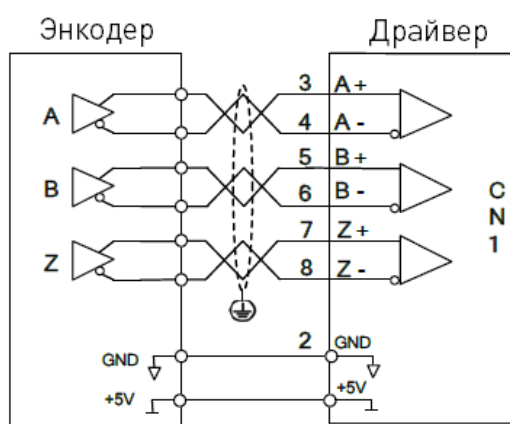 Энкодер Драйвер
A 3 A+
4 A-
B 5 B+
6 B-
C
N
1
Z 7 Z+
8 Z-
GND 2 GND
+5V +5V